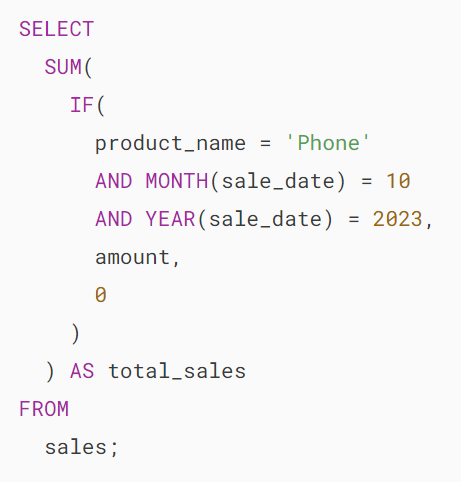 SELECT
  SUM(
    IF(
      product_name = 'Phone'
      AND MONTH(sale_date) = 10
      AND YEAR(sale_date) = 2023,
      amount,
      0
    )
  ) AS total_sales
FROM
  sales;